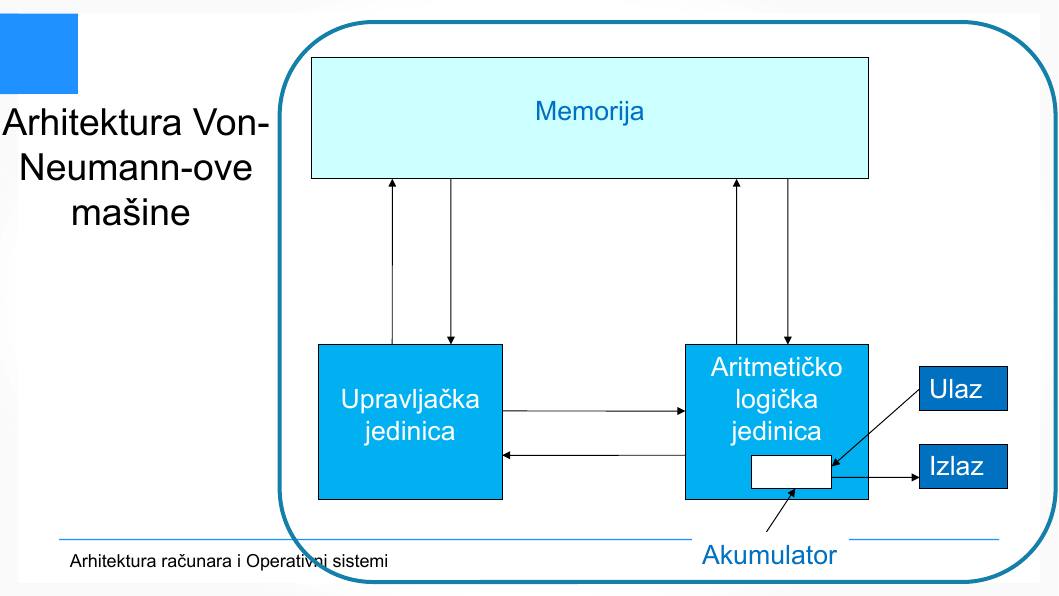 Arhitektura Von-
Neumann-ove
mašine
Memorija
Upravljačka
jedinica
Aritmetičko
logička
jedinica
Ulaz
Izlaz
Akumulator
Arhitektura računara i Operativni sistemi